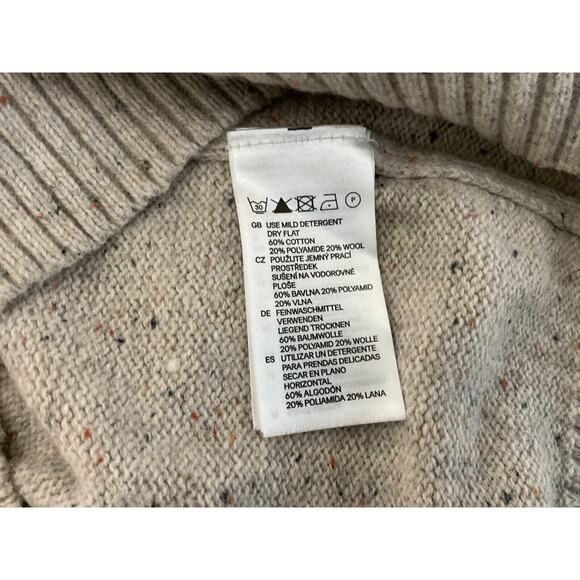 30 P
GB USE MILD DETERGENT
DRY FLAT
60% COTTON
20% POLYAMIDE 20% WOOL
CZ POUŽIJTE JEMNÝ PRACÍ
PROSTŘEDEK
SUŠENÍ NA VODOROVNÉ
PLOŠE
60% BAVLNA 20% POLYAMID
20% VLNA
DE FEINWASCHMITTEL
VERWENDEN
LIEGEND TROCKNEN
60% BAUMWOLLE
20% POLYAMID 20% WOLLE
ES UTILIZAR UN DETERGENTE
PARA PRENDAS DELICADAS
SECAR EN PLANO
HORIZONTAL
60% ALGODÓN
20% POLIAMIDA 20% LANA